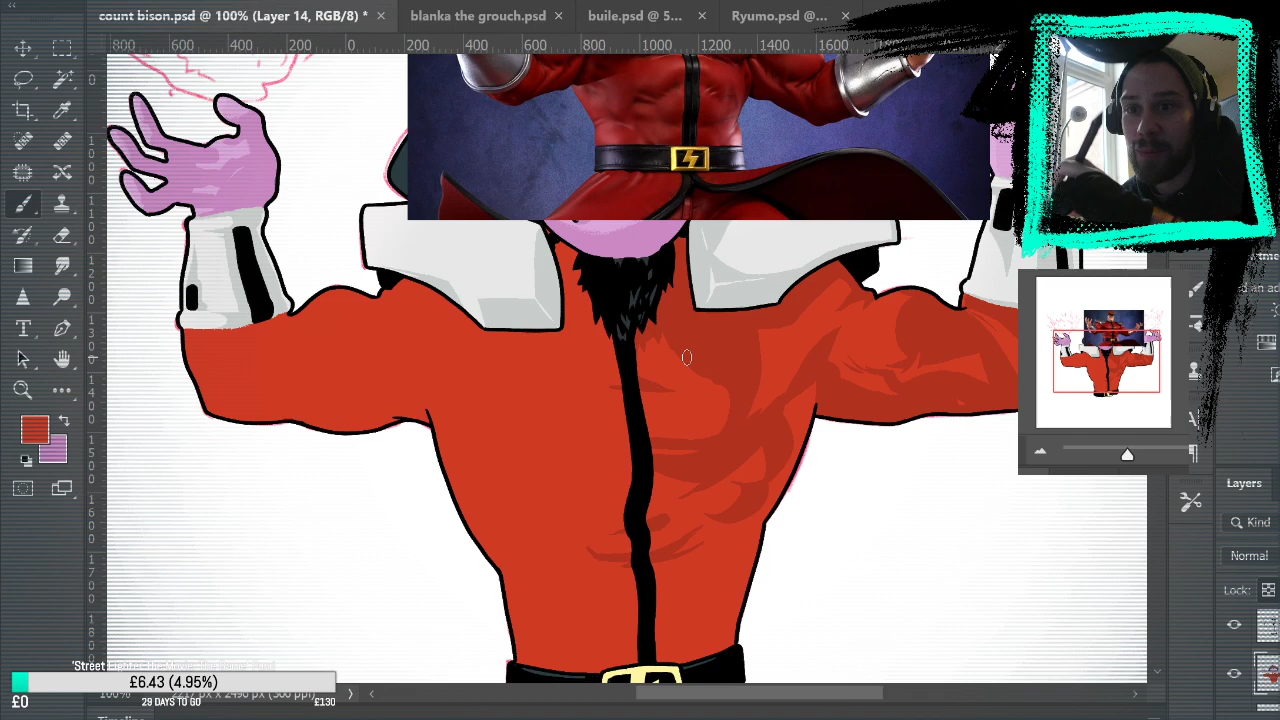 count bison.psd @ 100% (Layer 14, RGB/8) * ×
blanka the grouch.psd ×
buile.psd @ 5... ×
Ryumo.psd @... ×
800 600 400 200 0 200 400 600 800 1000 1200 1400 1600
Layers
Kind
Normal
Lock:
£6.43 (4.95%)
£0
29 DAYS TO GO
£130